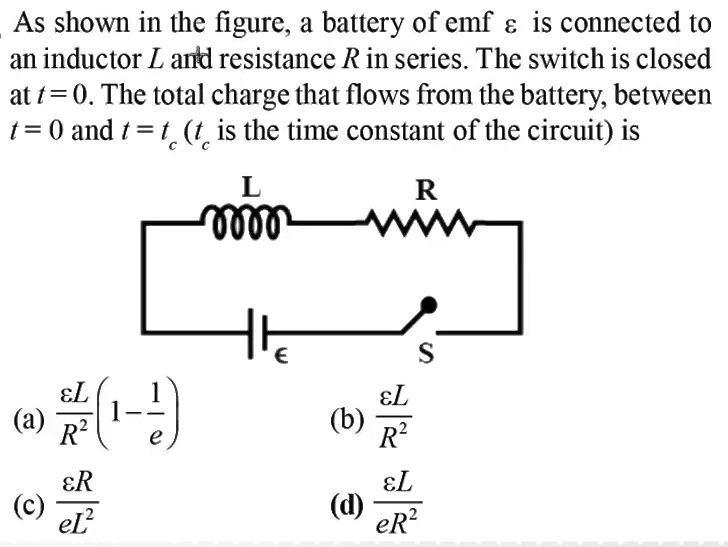 As shown in the figure, a battery of emf ε is connected to
an inductor L and resistance R in series. The switch is closed
at t = 0. The total charge that flows from the battery, between
t = 0 and t = t_c (t_c is the time constant of the circuit) is
L R
ϵ S
(a) εL/R² (1 − 1/e) (b) εL/R²
(c) εR/eL² (d) εL/eR²